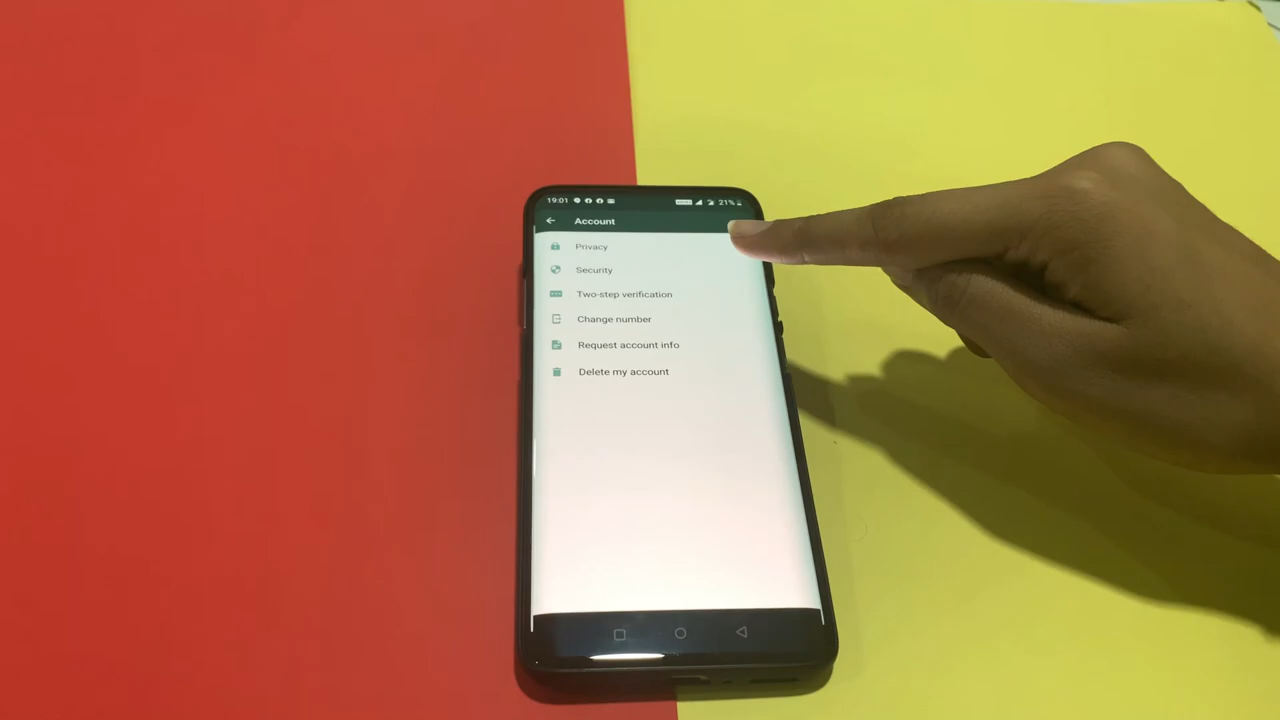 19:01 21%
Account
Privacy
Security
Two-step verification
Change number
Request account info
Delete my account